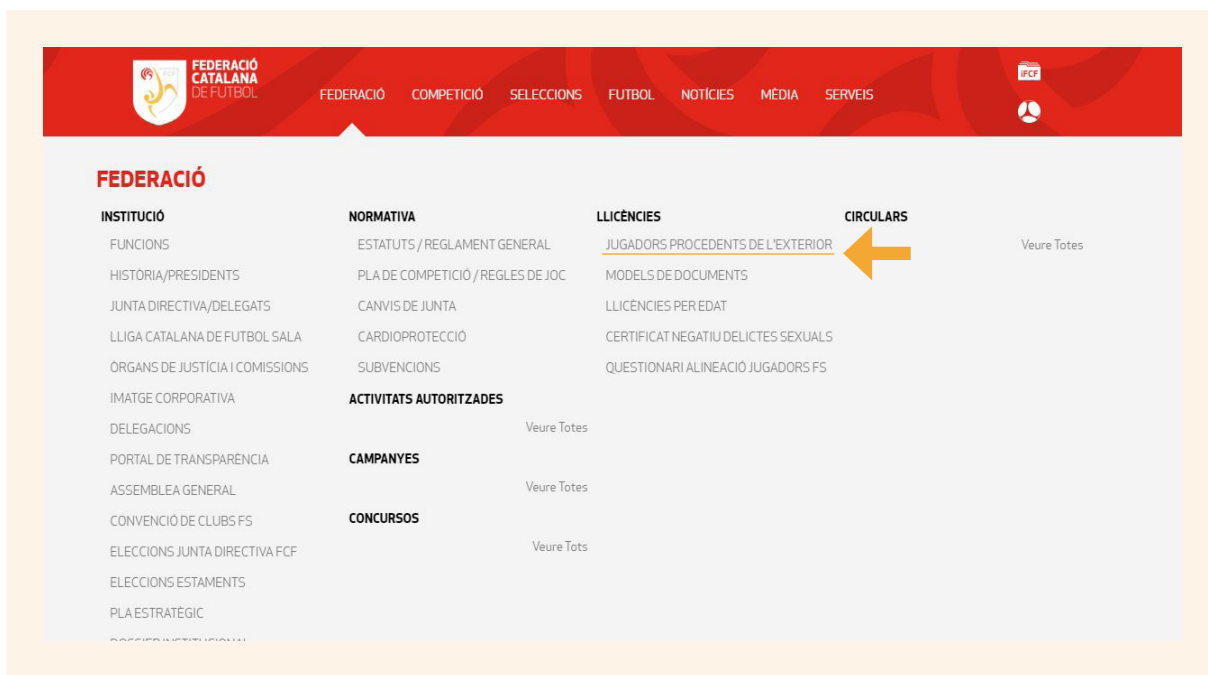 FEDERACIÓ
CATALANA
DE FUTBOL
FCF
iFCF
FEDERACIÓ COMPETICIÓ SELECCIONS FUTBOL NOTÍCIES MÈDIA SERVEIS
FEDERACIÓ
INSTITUCIÓ
FUNCIONS
HISTÒRIA/PRESIDENTS
JUNTA DIRECTIVA/DELEGATS
LLIGA CATALANA DE FUTBOL SALA
ÒRGANS DE JUSTÍCIA I COMISSIONS
IMATGE CORPORATIVA
DELEGACIONS
PORTAL DE TRANSPARÈNCIA
ASSEMBLEA GENERAL
CONVENCIÓ DE CLUBS FS
ELECCIONS JUNTA DIRECTIVA FCF
ELECCIONS ESTAMENTS
PLA ESTRATÈGIC
NORMATIVA
ESTATUTS / REGLAMENT GENERAL
PLA DE COMPETICIÓ / REGLES DE JOC
CANVIS DE JUNTA
CARDIOPROTECCIÓ
SUBVENCIONS
ACTIVITATS AUTORITZADES
Veure Totes
CAMPANYES
Veure Totes
CONCURSOS
Veure Tots
LLICÈNCIES
JUGADORS PROCEDENTS DE L'EXTERIOR
MODELS DE DOCUMENTS
LLICÈNCIES PER EDAT
CERTIFICAT NEGATIU DELICTES SEXUALS
QUESTIONARI ALINEACIÓ JUGADORS FS
CIRCULARS
Veure Totes